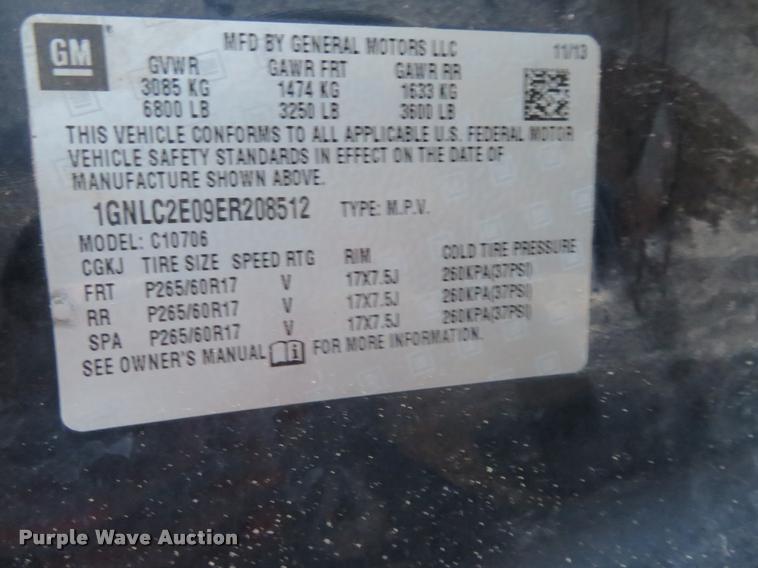 GM
MFD BY GENERAL MOTORS LLC 11/13
GVWR GAWR FRT GAWR RR
3085 KG 1474 KG 1633 KG
6800 LB 3250 LB 3600 LB
THIS VEHICLE CONFORMS TO ALL APPLICABLE U.S. FEDERAL MOTOR
VEHICLE SAFETY STANDARDS IN EFFECT ON THE DATE OF
MANUFACTURE SHOWN ABOVE.
1GNLC2E09ER208512 TYPE: M.P.V.
MODEL: C10706
CGKJ TIRE SIZE SPEED RTG RIM COLD TIRE PRESSURE
FRT P265/60R17 V 17X7.5J 260KPA(37PSI)
RR P265/60R17 V 17X7.5J 260KPA(37PSI)
SPA P265/60R17 V 17X7.5J 260KPA(37PSI)
SEE OWNER'S MANUAL i FOR MORE INFORMATION.
Purple Wave Auction